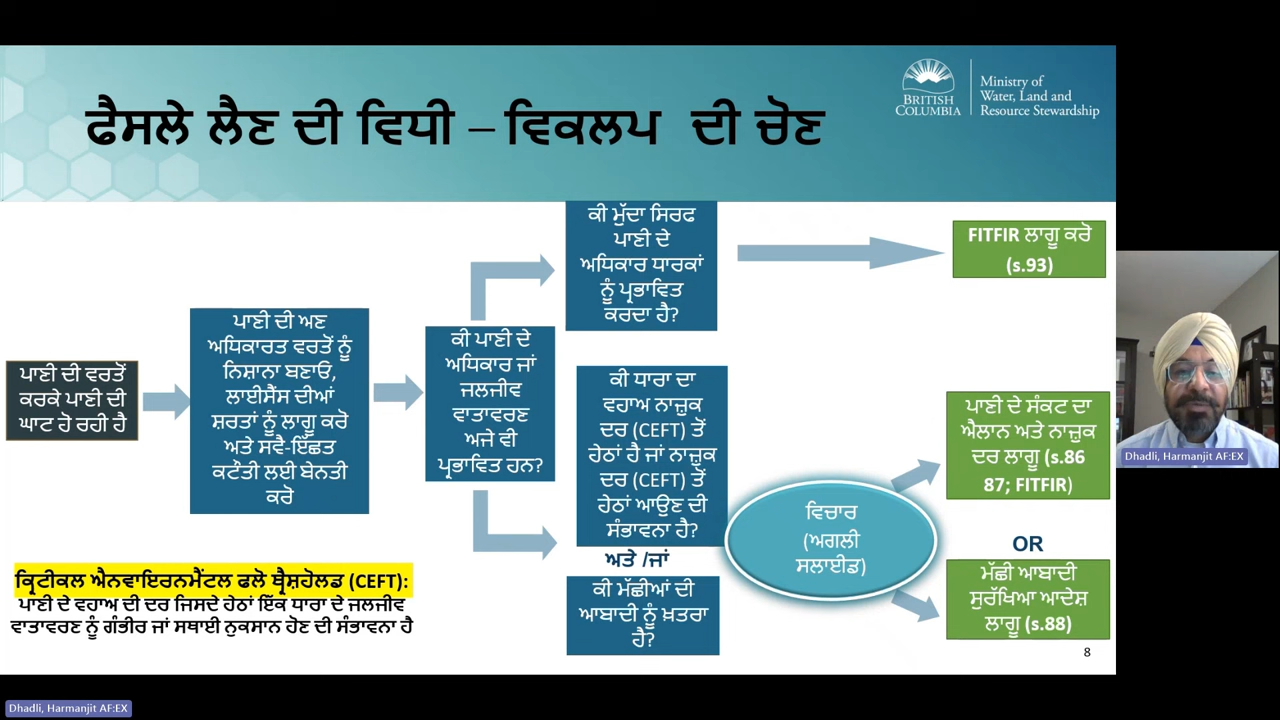 ਫੈਸਲੇ ਲੈਣ ਦੀ ਵਿਧੀ – ਵਿਕਲਪ ਦੀ ਚੋਣ
BRITISH
COLUMBIA
Ministry of
Water, Land and
Resource Stewardship
ਪਾਣੀ ਦੀ ਵਰਤੋਂ
ਕਰਕੇ ਪਾਣੀ ਦੀ
ਘਾਟ ਹੋ ਰਹੀ ਹੈ
ਪਾਣੀ ਦੀ ਅਣ
ਅਧਿਕਾਰਤ ਵਰਤੋਂ ਨੂੰ
ਨਿਸ਼ਾਨਾ ਬਣਾਓ,
ਲਾਈਸੈਂਸ ਦੀਆਂ
ਸ਼ਰਤਾਂ ਨੂੰ ਲਾਗੂ ਕਰੋ
ਅਤੇ ਸਵੈ-ਇੱਛਤ
ਕਟੌਤੀ ਲਈ ਬੇਨਤੀ
ਕਰੋ
ਕੀ ਪਾਣੀ ਦੇ
ਅਧਿਕਾਰ ਜਾਂ
ਜਲਜੀਵ
ਵਾਤਾਵਰਣ
ਅਜੇ ਵੀ
ਪ੍ਰਭਾਵਿਤ ਹਨ?
ਕੀ ਮੁੱਦਾ ਸਿਰਫ
ਪਾਣੀ ਦੇ
ਅਧਿਕਾਰ ਧਾਰਕਾਂ
ਨੂੰ ਪ੍ਰਭਾਵਿਤ
ਕਰਦਾ ਹੈ?
FITFIR ਲਾਗੂ ਕਰੋ
(s.93)
ਕੀ ਧਾਰਾ ਦਾ
ਵਹਾਅ ਨਾਜ਼ੁਕ
ਦਰ (CEFT) ਤੋਂ
ਹੇਠਾਂ ਹੈ ਜਾਂ ਨਾਜ਼ੁਕ
ਦਰ (CEFT) ਤੋਂ
ਹੇਠਾਂ ਆਉਣ ਦੀ
ਸੰਭਾਵਨਾ ਹੈ?
ਅਤੇ /ਜਾਂ
ਕੀ ਮੱਛੀਆਂ ਦੀ
ਆਬਾਦੀ ਨੂੰ ਖ਼ਤਰਾ
ਹੈ?
ਵਿਚਾਰ
(ਅਗਲੀ
ਸਲਾਈਡ)
ਪਾਣੀ ਦੇ ਸੰਕਟ ਦਾ
ਐਲਾਨ ਅਤੇ ਨਾਜ਼ੁਕ
ਦਰ ਲਾਗੂ (s.86
87; FITFIR)
OR
ਮੱਛੀ ਆਬਾਦੀ
ਸੁਰੱਖਿਆ ਆਦੇਸ਼
ਲਾਗੂ (s.88)
ਕ੍ਰਿਟੀਕਲ ਐਨਵਾਇਰਨਮੈਂਟਲ ਫਲੋ ਥ੍ਰੈਸ਼ਹੋਲਡ (CEFT):
ਪਾਣੀ ਦੇ ਵਹਾਅ ਦੀ ਦਰ ਜਿਸਦੇ ਹੇਠਾਂ ਇੱਕ ਧਾਰਾ ਦੇ ਜਲਜੀਵ
ਵਾਤਾਵਰਣ ਨੂੰ ਗੰਭੀਰ ਜਾਂ ਸਥਾਈ ਨੁਕਸਾਨ ਹੋਣ ਦੀ ਸੰਭਾਵਨਾ ਹੈ
8
Dhadli, Harmanjit AF:EX
Dhadli, Harmanjit AF:EX